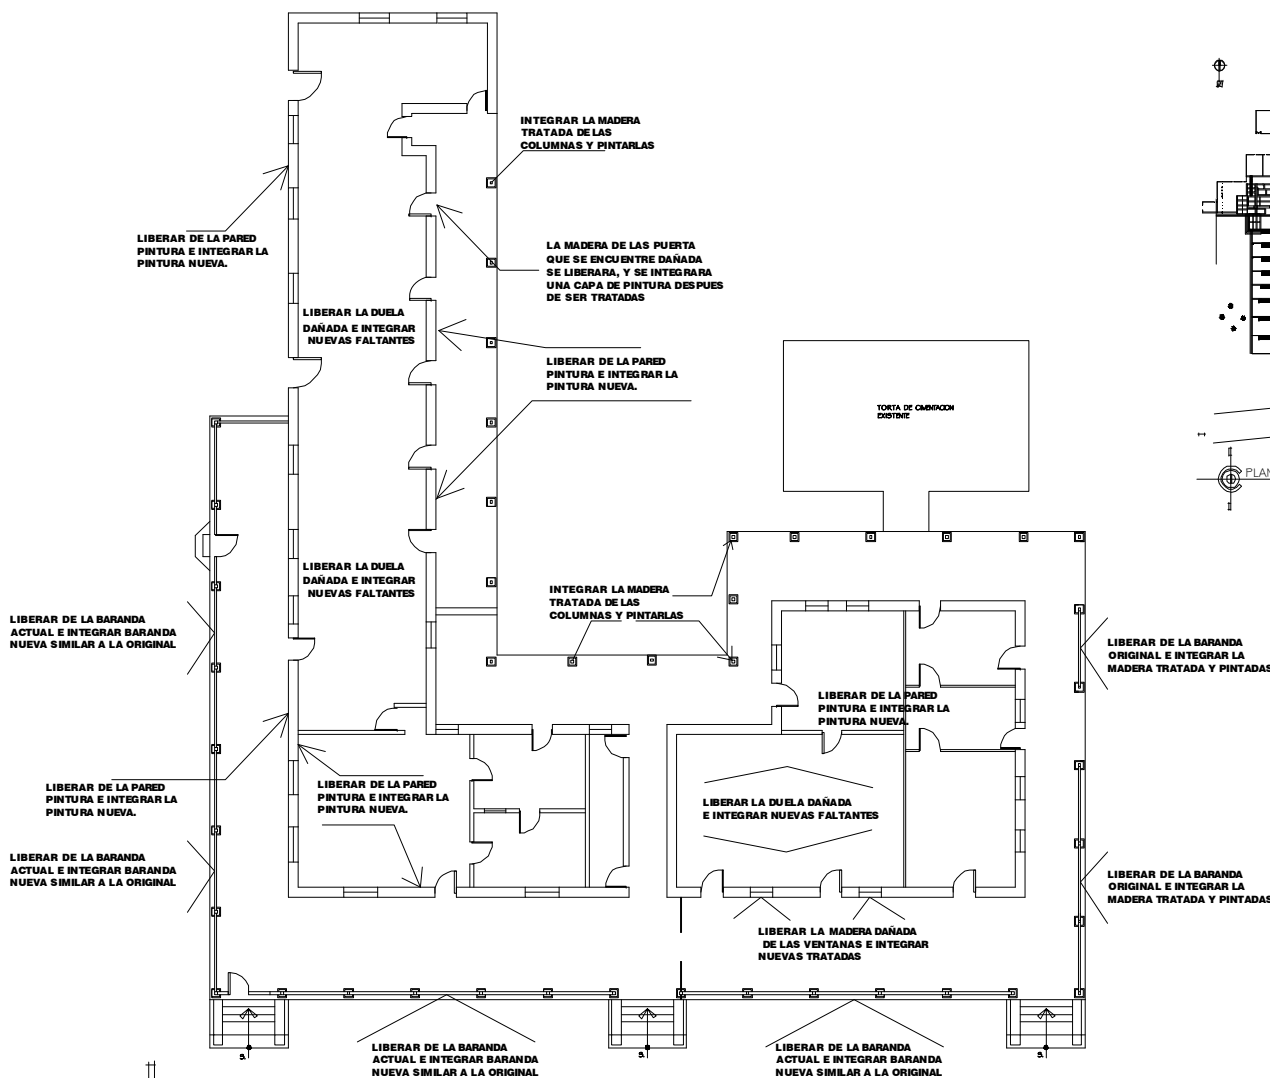 INTEGRAR LA MADERA
TRATADA DE LAS
COLUMNAS Y PINTARLAS
LIBERAR DE LA PARED
PINTURA E INTEGRAR LA
PINTURA NUEVA.
LA MADERA DE LAS PUERTA
QUE SE ENCUENTRE DAÑADA
SE LIBERARA, Y SE INTEGRARA
UNA CAPA DE PINTURA DESPUES
DE SER TRATADAS
LIBERAR LA DUELA
DAÑADA E INTEGRAR
NUEVAS FALTANTES
LIBERAR DE LA PARED
PINTURA E INTEGRAR LA
PINTURA NUEVA.
TORTA DE CIMENTACION
EXISTENTE
PLAN
LIBERAR LA DUELA
DAÑADA E INTEGRAR
NUEVAS FALTANTES
INTEGRAR LA MADERA
TRATADA DE LAS
COLUMNAS Y PINTARLAS
LIBERAR DE LA BARANDA
ACTUAL E INTEGRAR BARANDA
NUEVA SIMILAR A LA ORIGINAL
LIBERAR DE LA BARANDA
ORIGINAL E INTEGRAR LA
MADERA TRATADA Y PINTADAS
LIBERAR DE LA PARED
PINTURA E INTEGRAR LA
PINTURA NUEVA.
LIBERAR DE LA PARED
PINTURA E INTEGRAR LA
PINTURA NUEVA.
LIBERAR DE LA PARED
PINTURA E INTEGRAR LA
PINTURA NUEVA.
LIBERAR LA DUELA DAÑADA
E INTEGRAR NUEVAS FALTANTES
LIBERAR DE LA BARANDA
ACTUAL E INTEGRAR BARANDA
NUEVA SIMILAR A LA ORIGINAL
LIBERAR DE LA BARANDA
ORIGINAL E INTEGRAR LA
MADERA TRATADA Y PINTADAS
LIBERAR LA MADERA DAÑADA
DE LAS VENTANAS E INTEGRAR
NUEVAS TRATADAS
S.
S.
S.
LIBERAR DE LA BARANDA
ACTUAL E INTEGRAR BARANDA
NUEVA SIMILAR A LA ORIGINAL
LIBERAR DE LA BARANDA
ACTUAL E INTEGRAR BARANDA
NUEVA SIMILAR A LA ORIGINAL